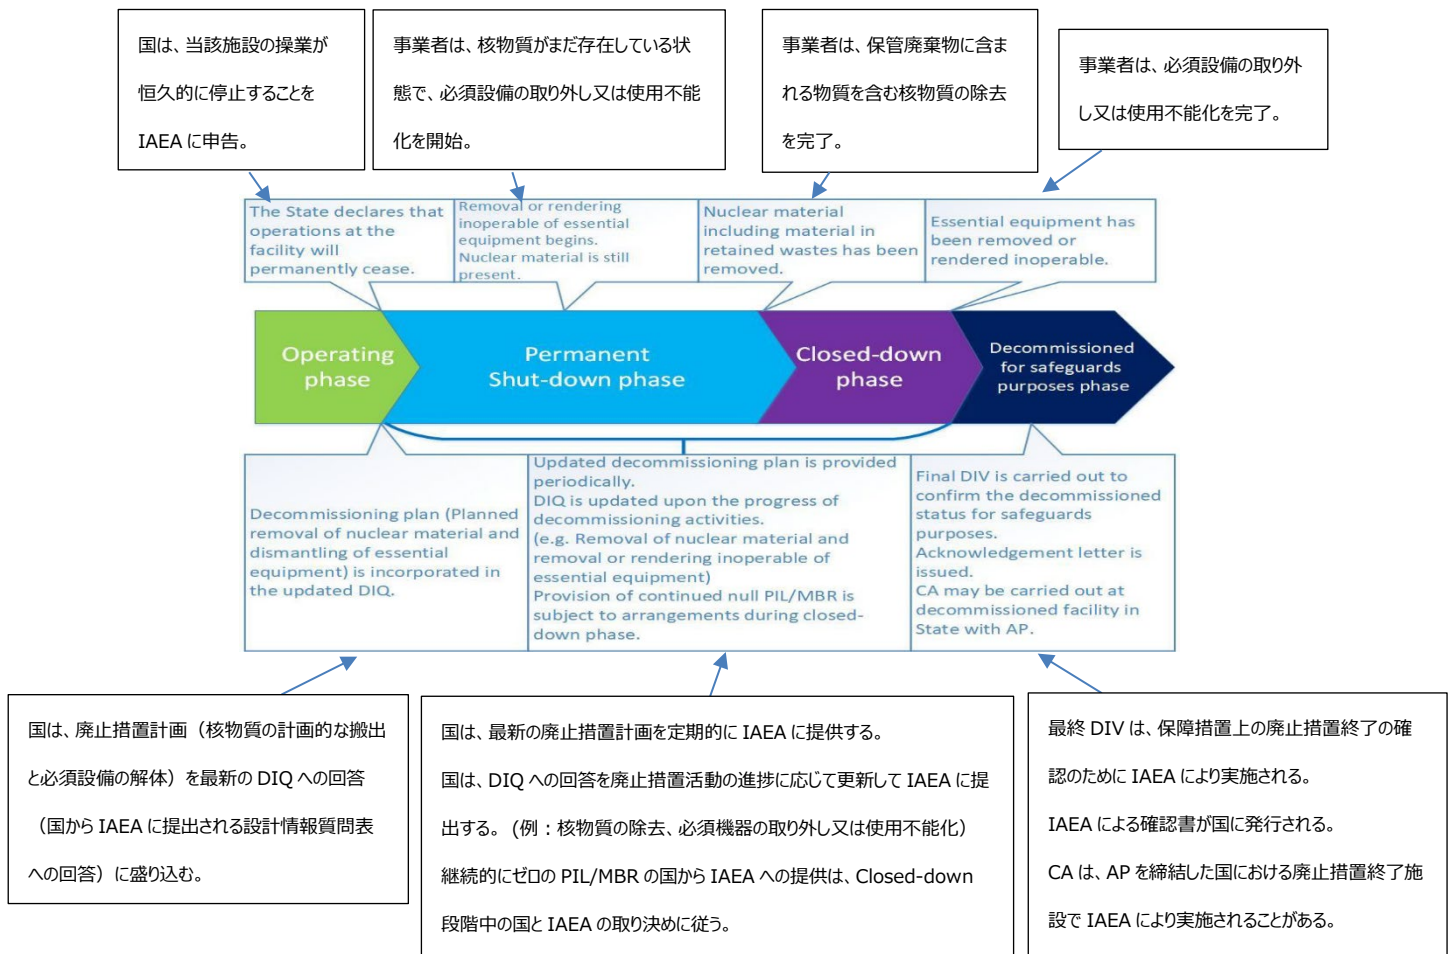 国は、当該施設の操業が
恒久的に停止することを
IAEA に申告。
事業者は、核物質がまだ存在している状
態で、必須設備の取り外し又は使用不能
化を開始。
事業者は、保管廃棄物に含ま
れる物質を含む核物質の除去
を完了。
事業者は、必須設備の取り外
し又は使用不能化を完了。
The State declares that
operations at the
facility will
permanently cease.
Removal or rendering
inoperable of essential
equipment begins.
Nuclear material is still
present.
Nuclear material
including material in
retained wastes has been
removed.
Essential equipment has
been removed or
rendered inoperable.
Operating
phase
Permanent
Shut-down phase
Closed-down
phase
Decommissioned
for safeguards
purposes phase
Decommissioning plan (Planned
removal of nuclear material and
dismantling of essential
equipment) is incorporated in
the updated DIQ.
Updated decommissioning plan is provided
periodically.
DIQ is updated upon the progress of
decommissioning activities.
(e.g. Removal of nuclear material and
removal or rendering inoperable of
essential equipment)
Provision of continued null PIL/MBR is
subject to arrangements during closed-
down phase.
Final DIV is carried out to
confirm the decommissioned
status for safeguards
purposes.
Acknowledgement letter is
issued.
CA may be carried out at
decommissioned facility in
State with AP.
国は、廃止措置計画（核物質の計画的な搬出
と必須設備の解体）を最新の DIQ への回答
（国から IAEA に提出される設計情報質問表
への回答）に盛り込む。
国は、最新の廃止措置計画を定期的に IAEA に提供する。
国は、DIQ への回答を廃止措置活動の進捗に応じて更新して IAEA に提
出する。（例：核物質の除去、必須機器の取り外し又は使用不能化）
継続的にゼロの PIL/MBR の国から IAEA への提供は、Closed-down
段階中の国と IAEA の取り決めに従う。
最終 DIV は、保障措置上の廃止措置終了の確
認のために IAEA により実施される。
IAEA による確認書が国に発行される。
CA は、AP を締結した国における廃止措置終了施
設で IAEA により実施されることがある。